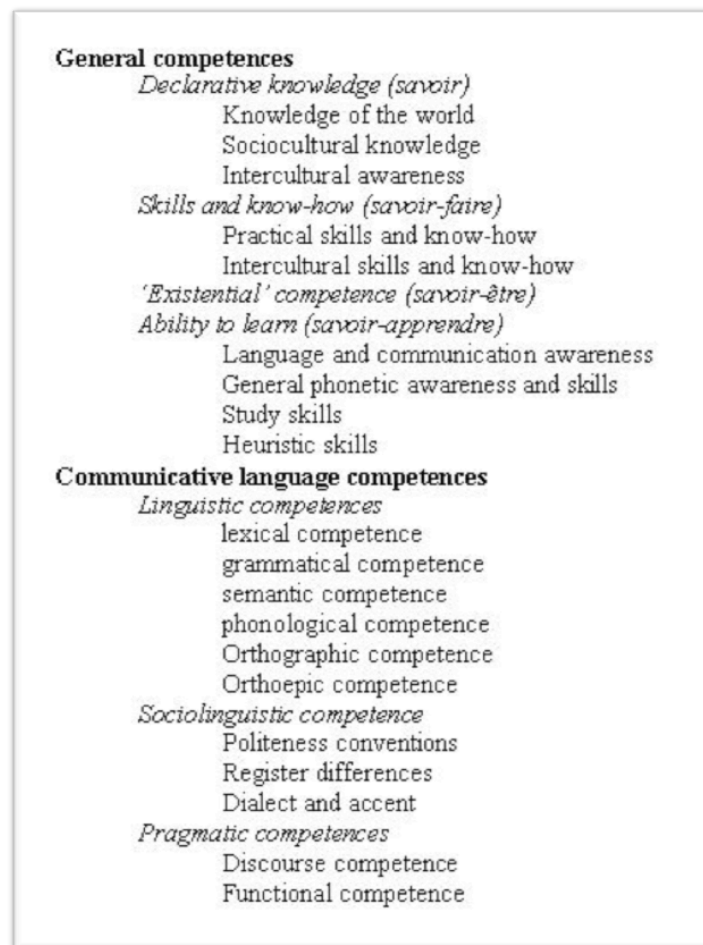 General competences
Declarative knowledge (savoir)
Knowledge of the world
Sociocultural knowledge
Intercultural awareness
Skills and know-how (savoir-faire)
Practical skills and know-how
Intercultural skills and know-how
‘Existential’ competence (savoir-être)
Ability to learn (savoir-apprendre)
Language and communication awareness
General phonetic awareness and skills
Study skills
Heuristic skills
Communicative language competences
Linguistic competences
lexical competence
grammatical competence
semantic competence
phonological competence
Orthographic competence
Orthoepic competence
Sociolinguistic competence
Politeness conventions
Register differences
Dialect and accent
Pragmatic competences
Discourse competence
Functional competence